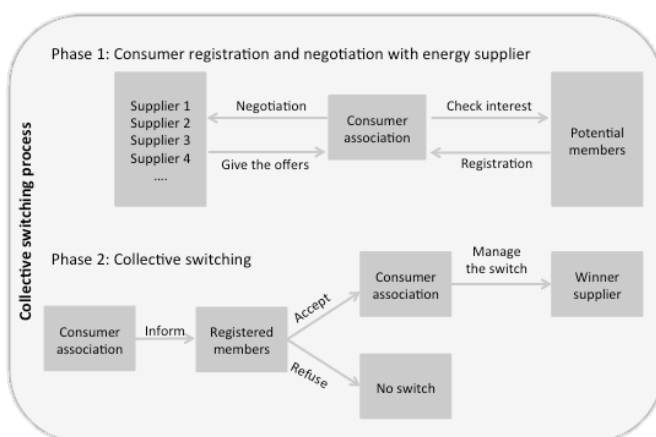 Collective switching process
Phase 1: Consumer registration and negotiation with energy supplier
Supplier 1
Supplier 2
Supplier 3
Supplier 4
....
Negotiation
Give the offers
Consumer
association
Check interest
Registration
Potential
members
Phase 2: Collective switching
Consumer
association
Inform
Registered
members
Accept
Refuse
Consumer
association
Manage
the switch
Winner
supplier
No switch